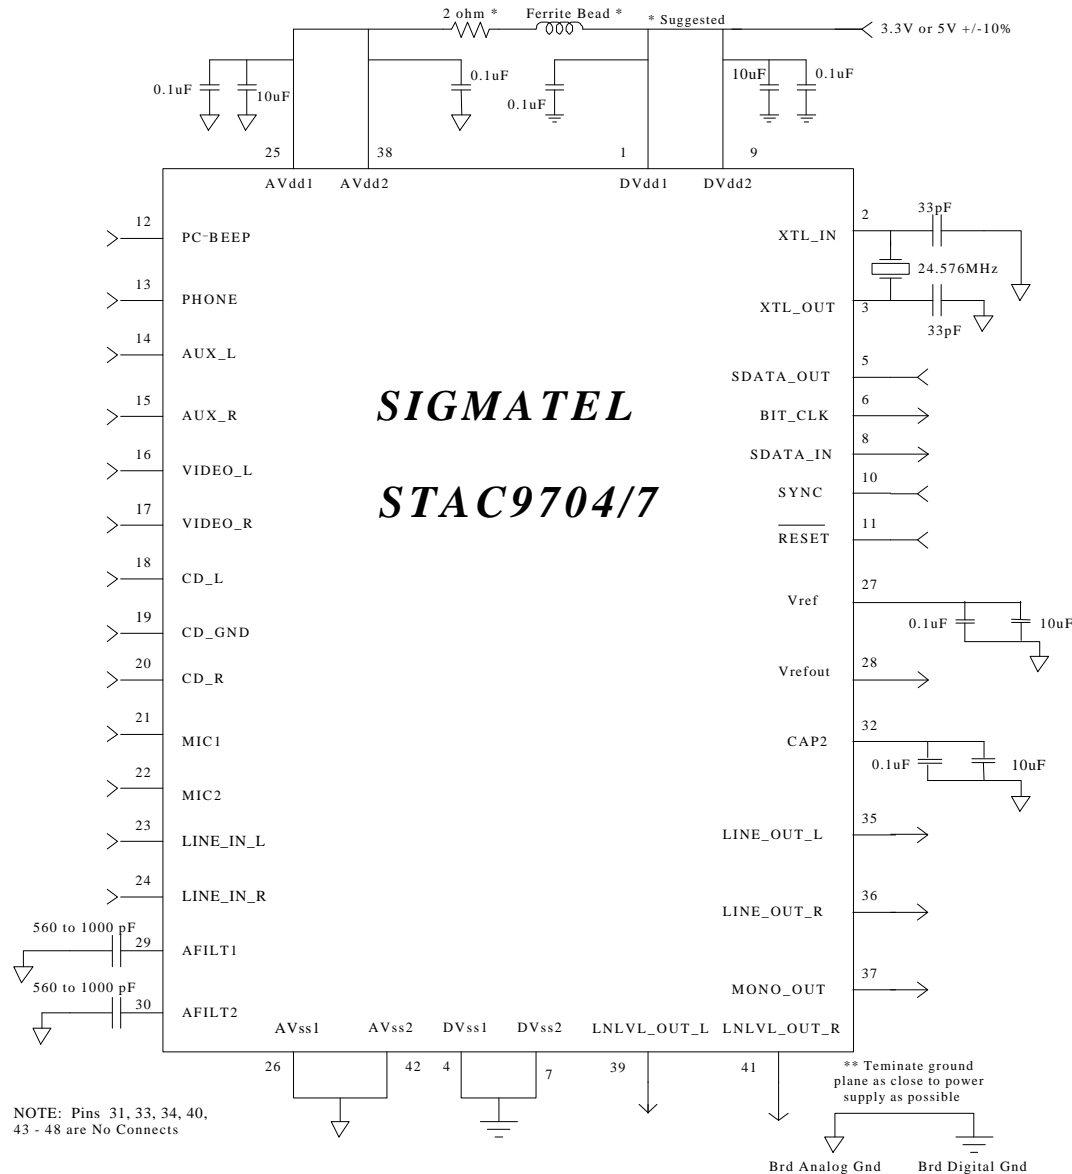 2 ohm * Ferrite Bead * * Suggested
3.3V or 5V +/-10%
0.1uF 10uF 0.1uF 0.1uF 10uF 0.1uF
25 38 1 9
AVdd1 AVdd2 DVdd1 DVdd2
12 PC-BEEP
13 PHONE
14 AUX_L
15 AUX_R
16 VIDEO_L
17 VIDEO_R
18 CD_L
19 CD_GND
20 CD_R
21 MIC1
22 MIC2
23 LINE_IN_L
24 LINE_IN_R
560 to 1000 pF
29 AFILT1
560 to 1000 pF
30 AFILT2
SIGMATEL
STAC9704/7
XTL_IN 2 33pF
24.576MHz
XTL_OUT 3 33pF
SDATA_OUT 5
BIT_CLK 6
SDATA_IN 8
SYNC 10
RESET 11
Vref 27
0.1uF 10uF
Vrefout 28
CAP2 32
0.1uF 10uF
LINE_OUT_L 35
LINE_OUT_R 36
MONO_OUT 37
AVss1 AVss2 DVss1 DVss2 LNLVL_OUT_L LNLVL_OUT_R
26 42 4 7 39 41
** Teminate ground
plane as close to power
supply as possible
NOTE: Pins 31, 33, 34, 40,
43 - 48 are No Connects
Brd Analog Gnd Brd Digital Gnd